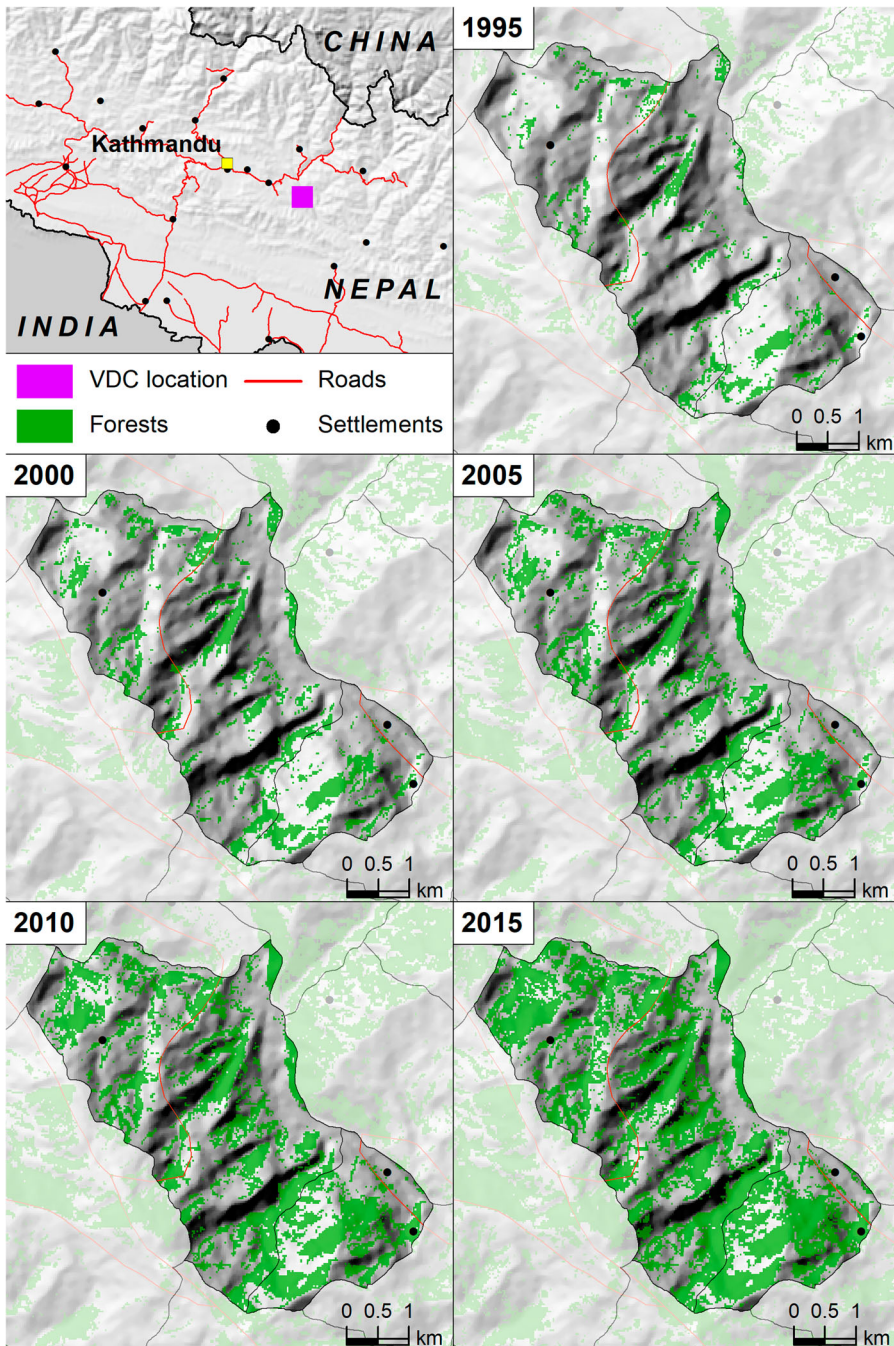 CHINA
Kathmandu
NEPAL
INDIA
VDC location
Roads
Forests
Settlements
1995
0 0.5 1
km
2000
0 0.5 1
km
2005
0 0.5 1
km
2010
0 0.5 1
km
2015
0 0.5 1
km